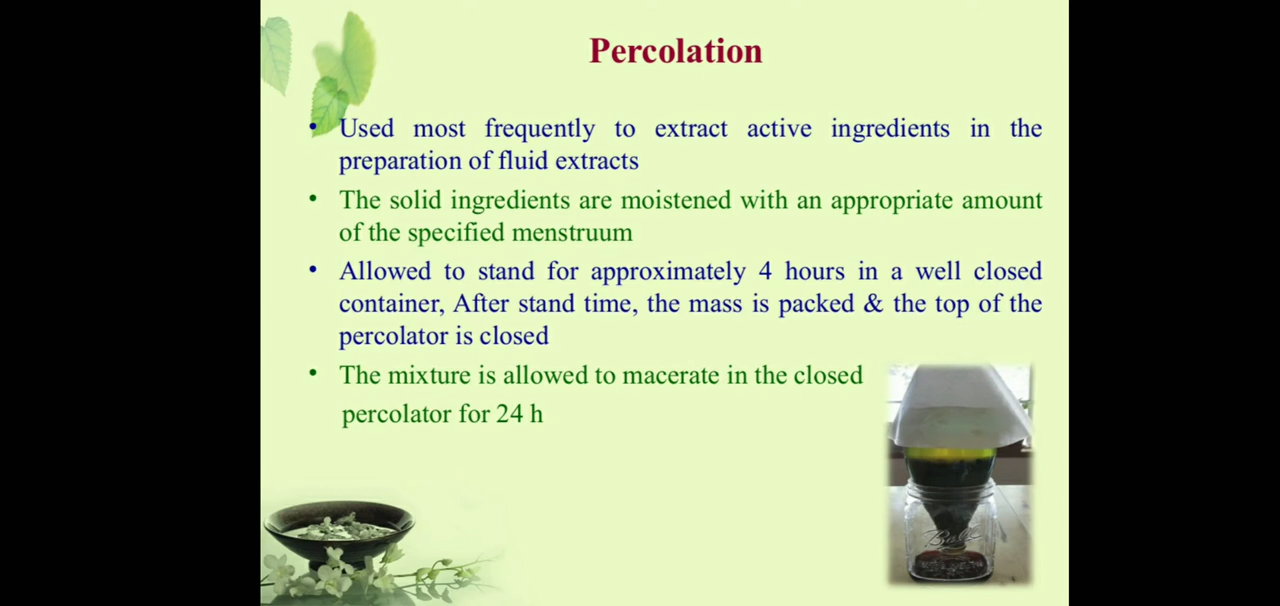 Percolation
• Used most frequently to extract active ingredients in the
preparation of fluid extracts
• The solid ingredients are moistened with an appropriate amount
of the specified menstruum
• Allowed to stand for approximately 4 hours in a well closed
container, After stand time, the mass is packed & the top of the
percolator is closed
• The mixture is allowed to macerate in the closed
percolator for 24 h
Ball